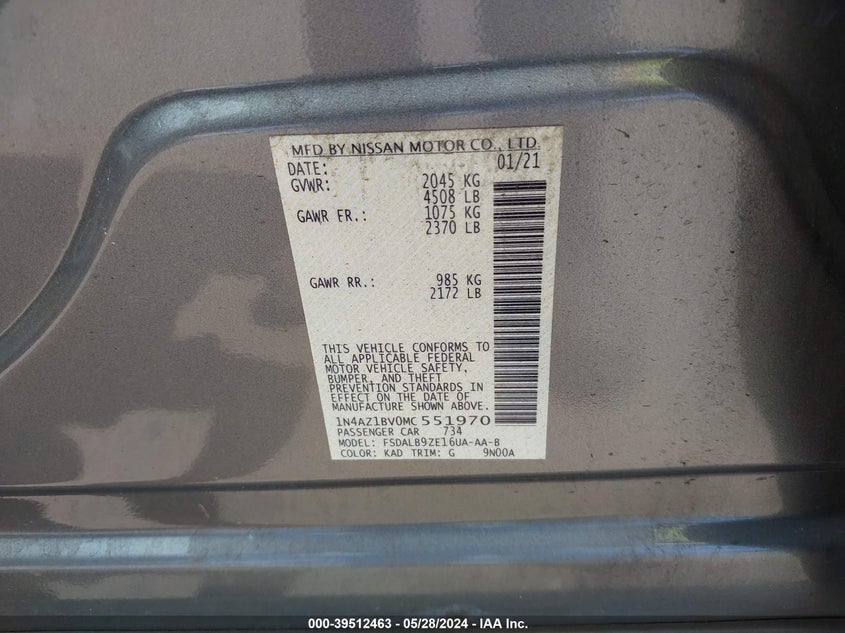 MFD BY NISSAN MOTOR CO., LTD.
DATE: 01/21
GVWR: 2045 KG
4508 LB
GAWR FR.: 1075 KG
2370 LB
GAWR RR.: 985 KG
2172 LB
THIS VEHICLE CONFORMS TO
ALL APPLICABLE FEDERAL
MOTOR VEHICLE SAFETY,
BUMPER, AND THEFT
PREVENTION STANDARDS IN
EFFECT ON THE DATE OF
MANUFACTURE SHOWN ABOVE.
1N4AZ1BV0MC551970
PASSENGER CAR 734
MODEL: FSDALB9ZE16UA-AA-B
COLOR: KAD TRIM: G 9N00A
000-39512463 - 05/28/2024 - IAA Inc.